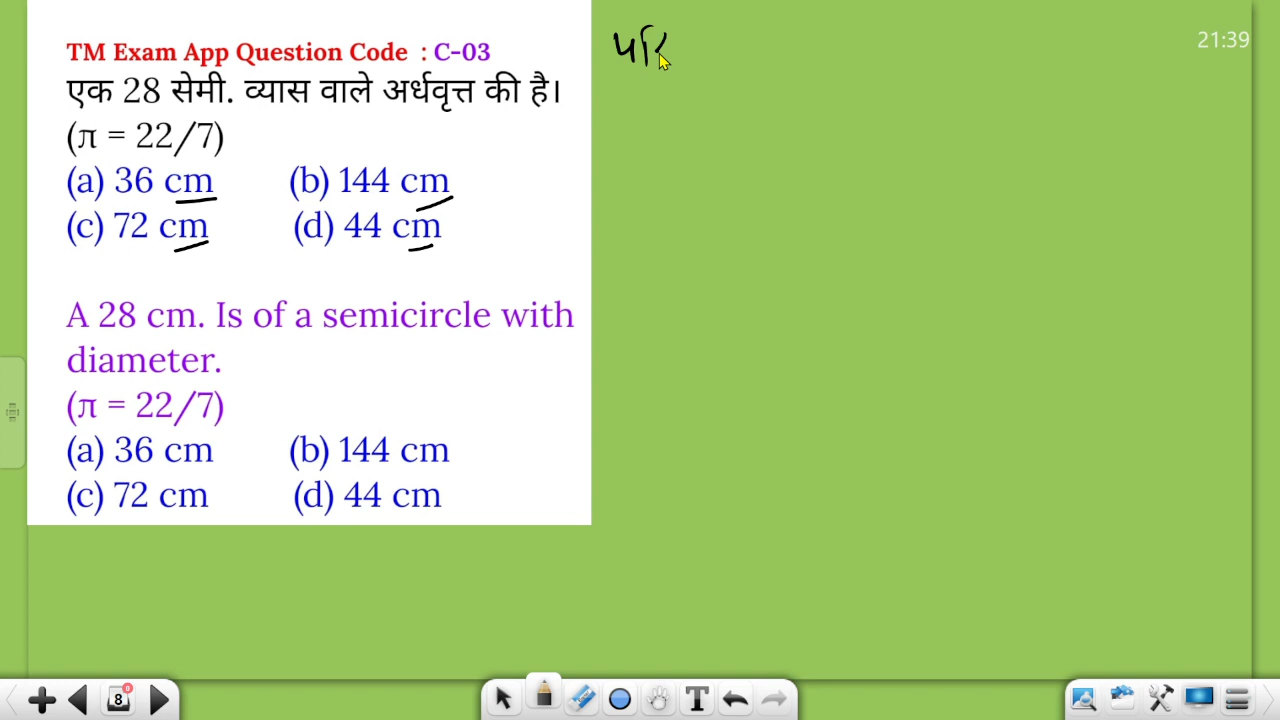 TM Exam App Question Code : C-03
एक 28 सेमी. व्यास वाले अर्धवृत्त की है।
(π = 22/7)
(a) 36 cm (b) 144 cm
(c) 72 cm (d) 44 cm
A 28 cm. Is of a semicircle with
diameter.
(π = 22/7)
(a) 36 cm (b) 144 cm
(c) 72 cm (d) 44 cm
21:39
8
0
T